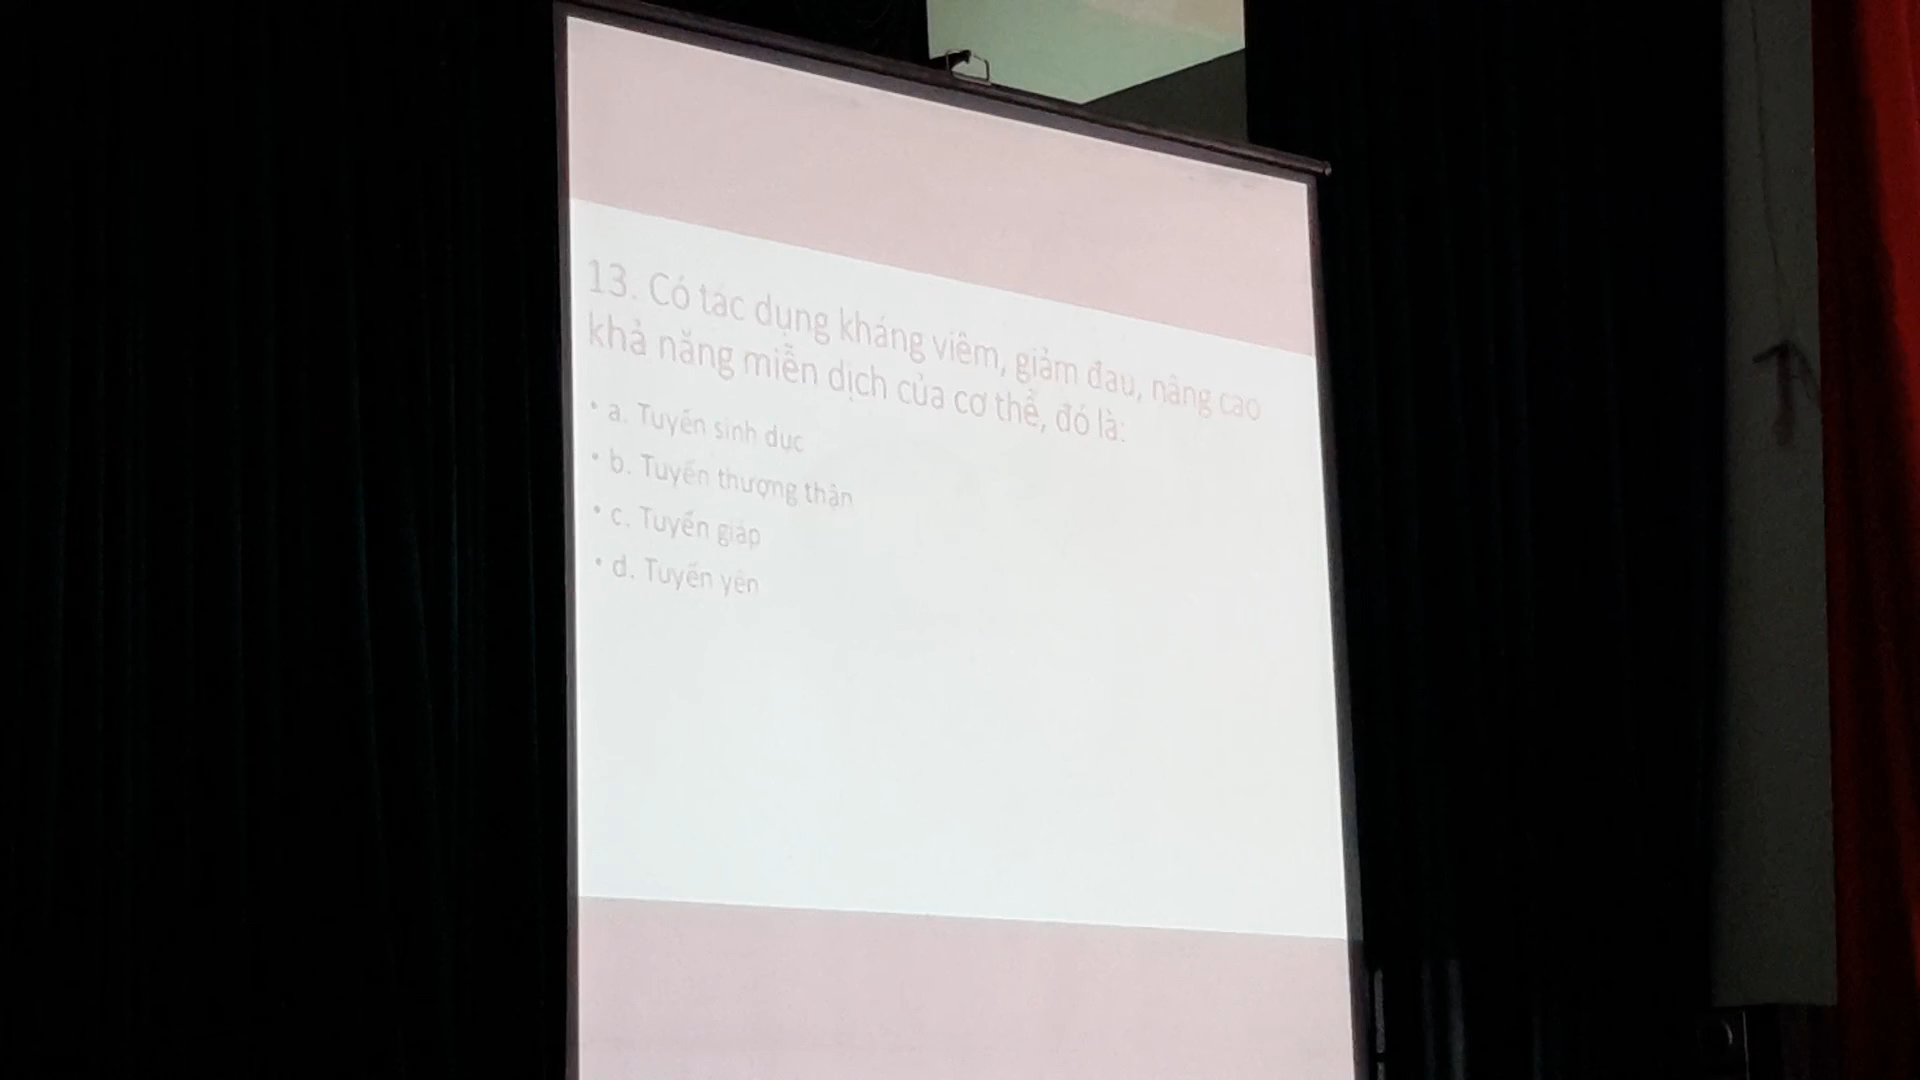 13. Có tác dụng kháng viêm, giảm đau, nâng cao
khả năng miễn dịch của cơ thể, đó là:
• a. Tuyến sinh dục
• b. Tuyến thượng thận
• c. Tuyến giáp
• d. Tuyến yên